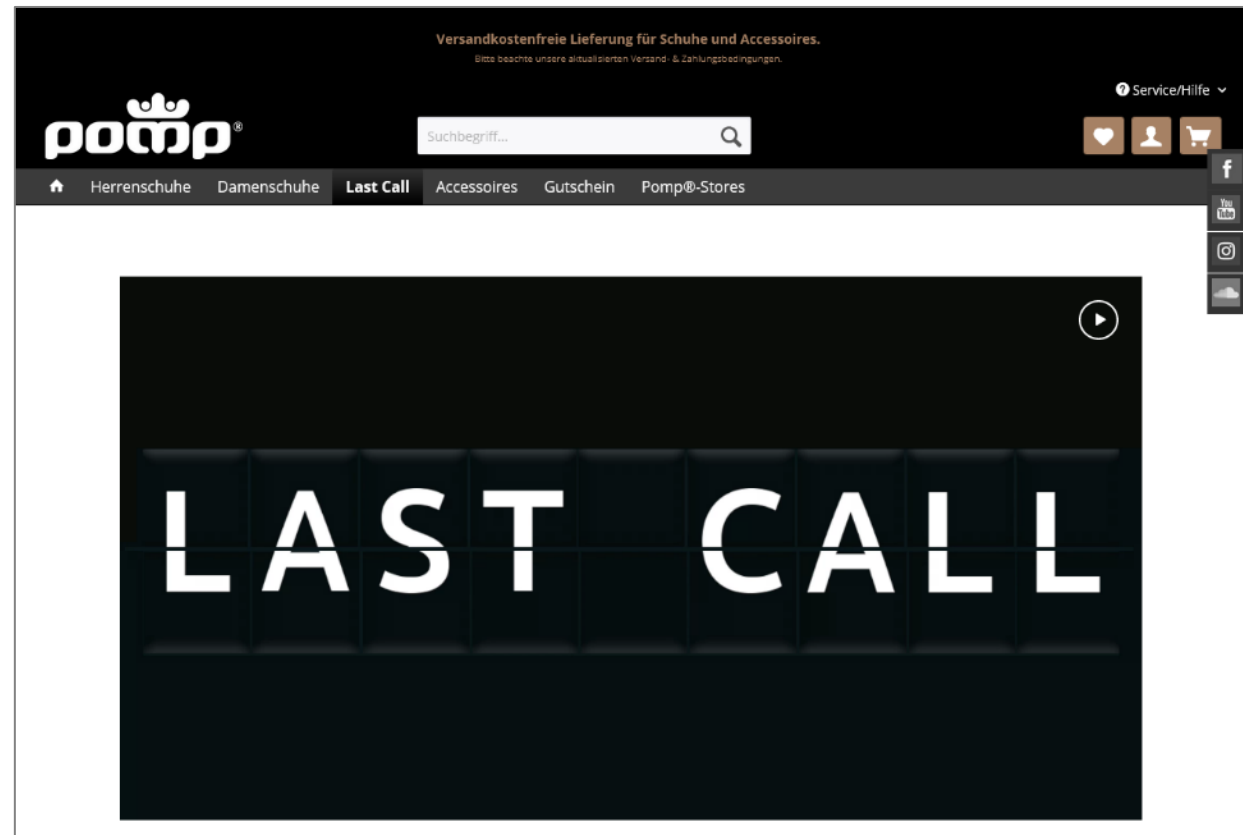 Versandkostenfreie Lieferung für Schuhe und Accessoires.
Bitte beachte unsere aktualisierten Versand- & Zahlungsbedingungen.
Service/Hilfe
pomp®
Suchbegriff...
Herrenschuhe Damenschuhe Last Call Accessoires Gutschein Pomp®-Stores
You Tube
LAST CALL